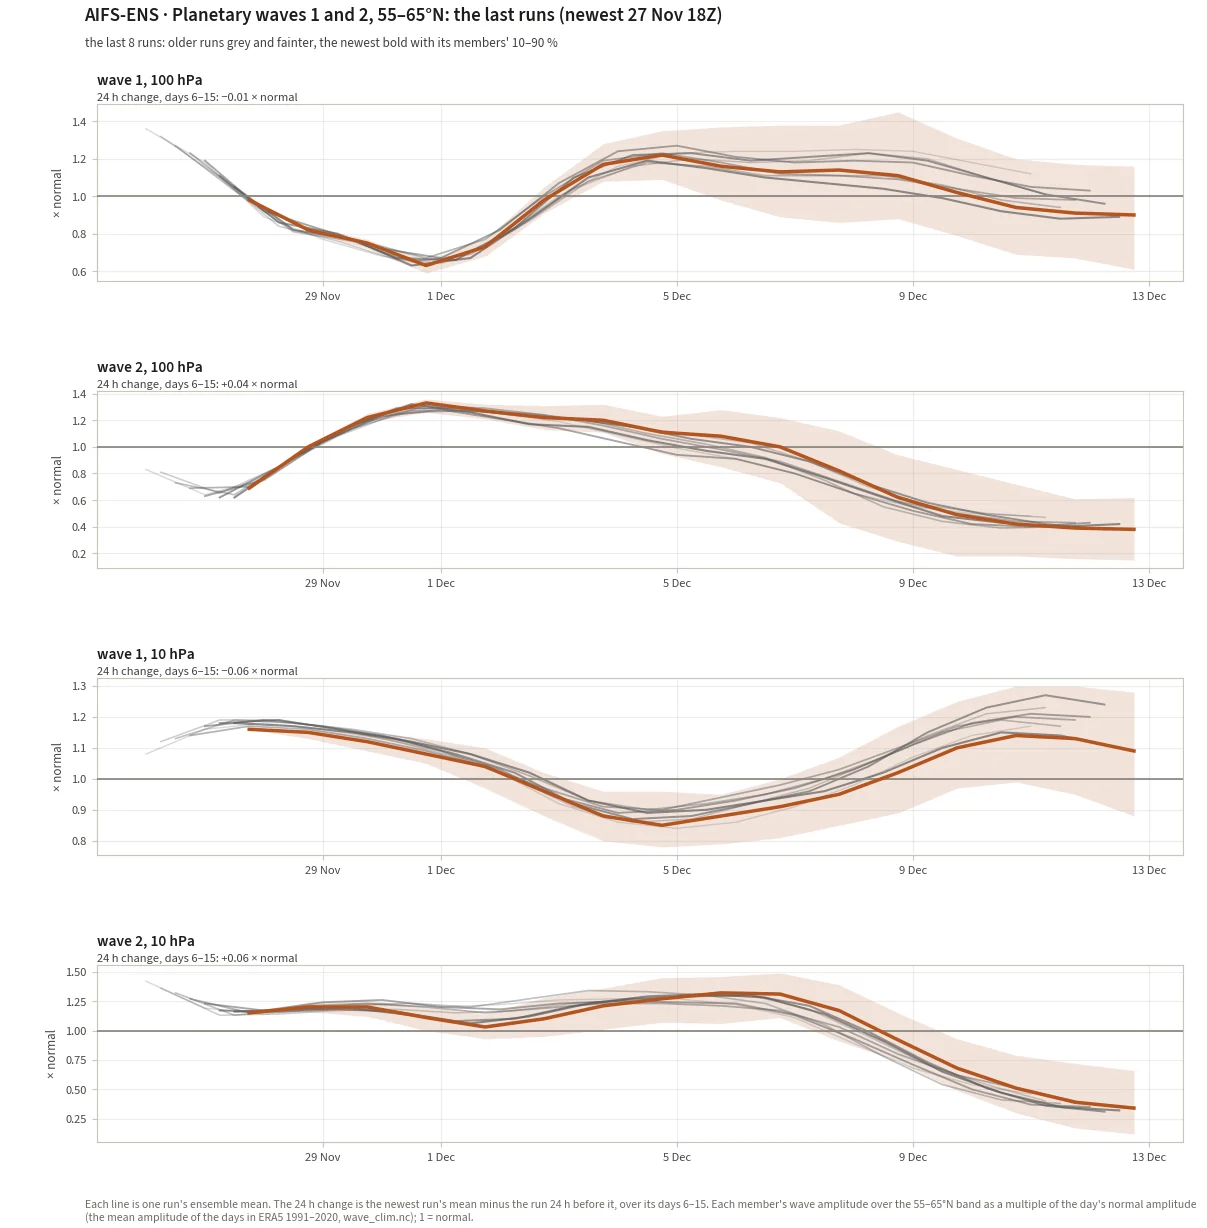 AIFS-ENS · Planetary waves 1 and 2, 55–65°N: the last runs (newest 27 Nov 18Z)
the last 8 runs: older runs grey and fainter, the newest bold with its members' 10–90 %
wave 1, 100 hPa
24 h change, days 6–15: −0.01 × normal
1.4
1.2
1.0
0.8
0.6
× normal
29 Nov
1 Dec
5 Dec
9 Dec
13 Dec
wave 2, 100 hPa
24 h change, days 6–15: +0.04 × normal
1.4
1.2
1.0
0.8
0.6
0.4
0.2
× normal
29 Nov
1 Dec
5 Dec
9 Dec
13 Dec
wave 1, 10 hPa
24 h change, days 6–15: −0.06 × normal
1.3
1.2
1.1
1.0
0.9
0.8
× normal
29 Nov
1 Dec
5 Dec
9 Dec
13 Dec
wave 2, 10 hPa
24 h change, days 6–15: +0.06 × normal
1.50
1.25
1.00
0.75
0.50
0.25
× normal
29 Nov
1 Dec
5 Dec
9 Dec
13 Dec
Each line is one run's ensemble mean. The 24 h change is the newest run's mean minus the run 24 h before it, over its days 6–15. Each member's wave amplitude over the 55–65°N band as a multiple of the day's normal amplitude
(the mean amplitude of the days in ERA5 1991–2020, wave_clim.nc); 1 = normal.